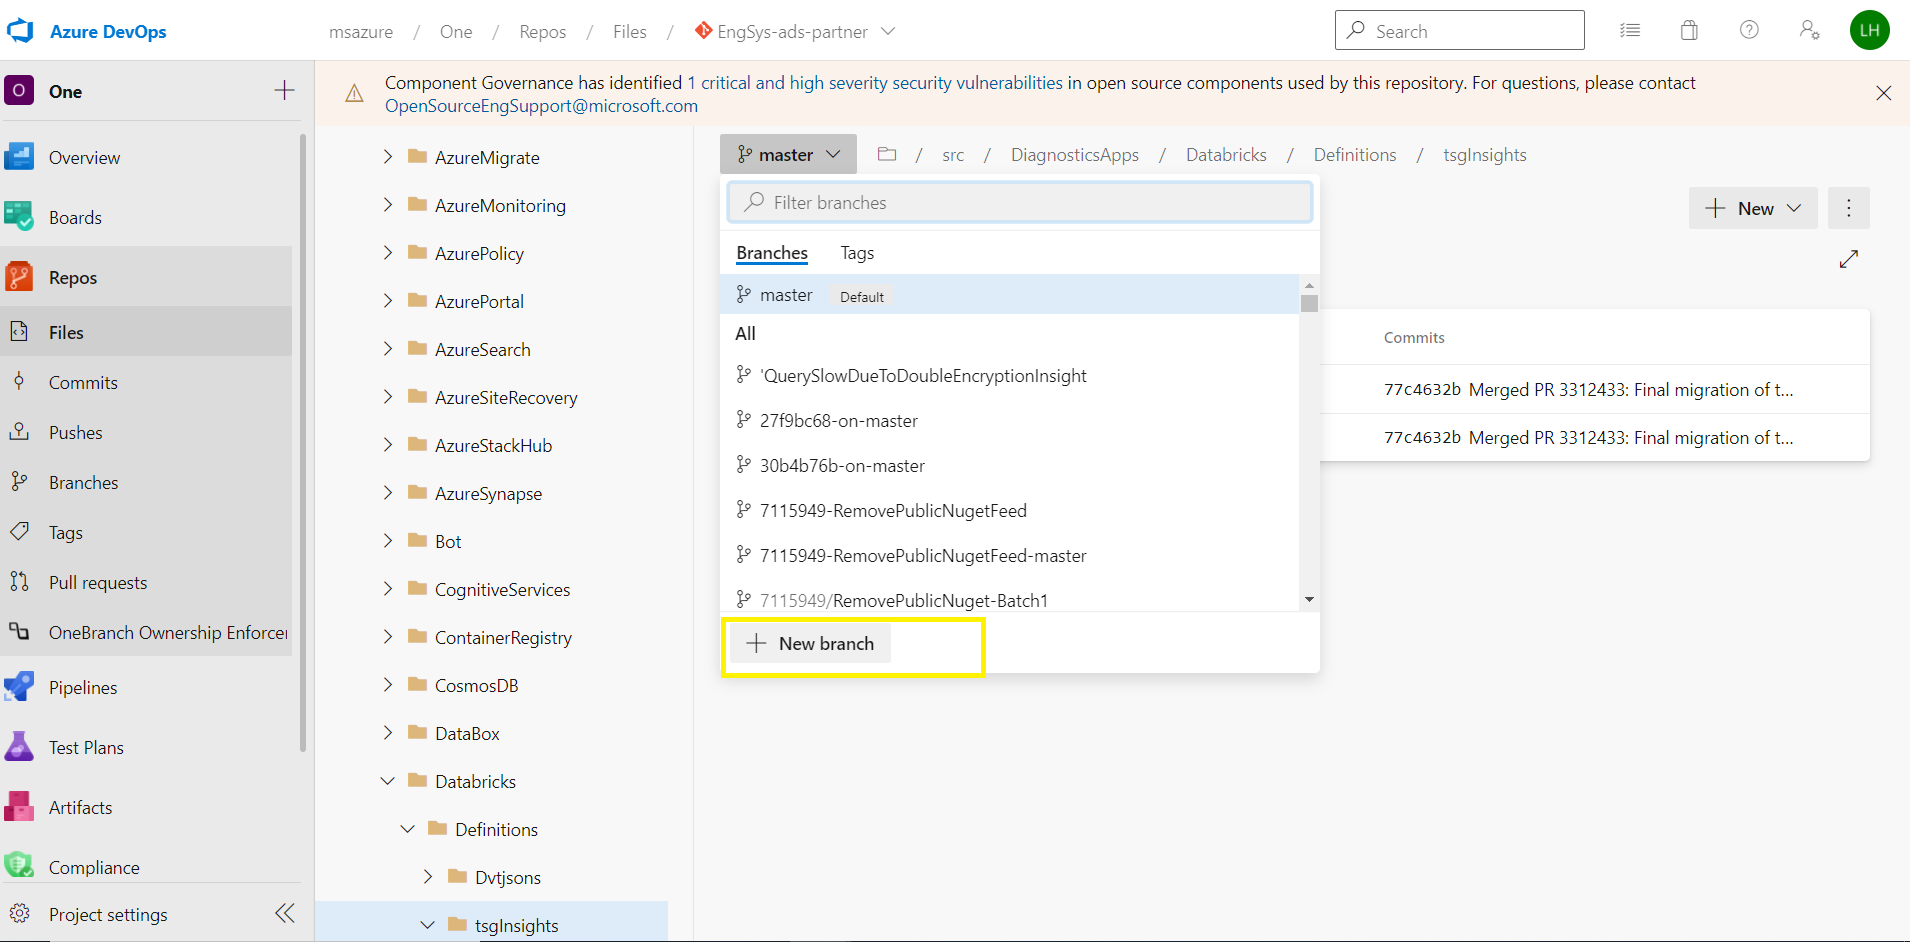 Azure DevOps
msazure / One / Repos / Files / EngSys-ads-partner
Search
LH
O One
Overview
Boards
Repos
Files
Commits
Pushes
Branches
Tags
Pull requests
OneBranch Ownership Enforcer
Pipelines
Test Plans
Artifacts
Compliance
Project settings
Component Governance has identified 1 critical and high severity security vulnerabilities in open source components used by this repository. For questions, please contact
OpenSourceEngSupport@microsoft.com
AzureMigrate
AzureMonitoring
AzurePolicy
AzurePortal
AzureSearch
AzureSiteRecovery
AzureStackHub
AzureSynapse
Bot
CognitiveServices
ContainerRegistry
CosmosDB
DataBox
Databricks
Definitions
Dvtjsons
tsgInsights
master / src / DiagnosticsApps / Databricks / Definitions / tsgInsights
Filter branches
Branches Tags
master Default
All
'QuerySlowDueToDoubleEncryptionInsight
27f9bc68-on-master
30b4b76b-on-master
7115949-RemovePublicNugetFeed
7115949-RemovePublicNugetFeed-master
7115949/RemovePublicNuget-Batch1
New branch
New
Commits
77c4632b Merged PR 3312433: Final migration of t...
77c4632b Merged PR 3312433: Final migration of t...